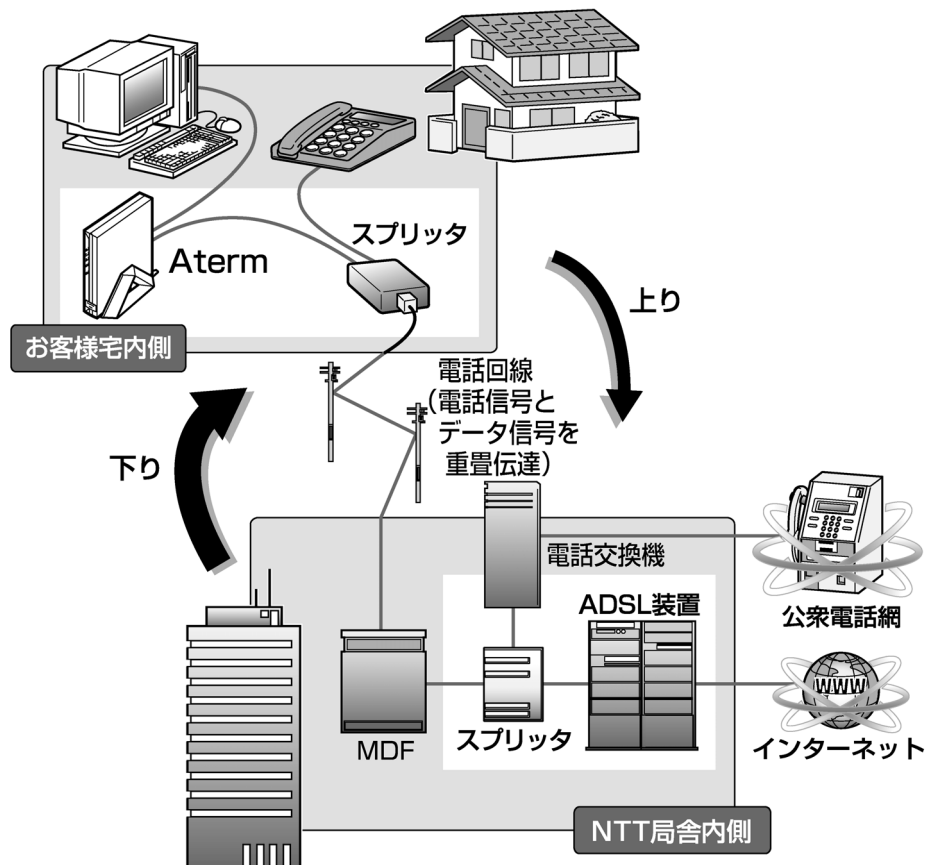 スプリッタ
Aterm
お客様宅内側
上り
電話回線
(電話信号と
データ信号を
重畳伝達)
下り
電話交換機
ADSL装置
公衆電話網
MDF
スプリッタ
WWW
インターネット
NTT局舎内側